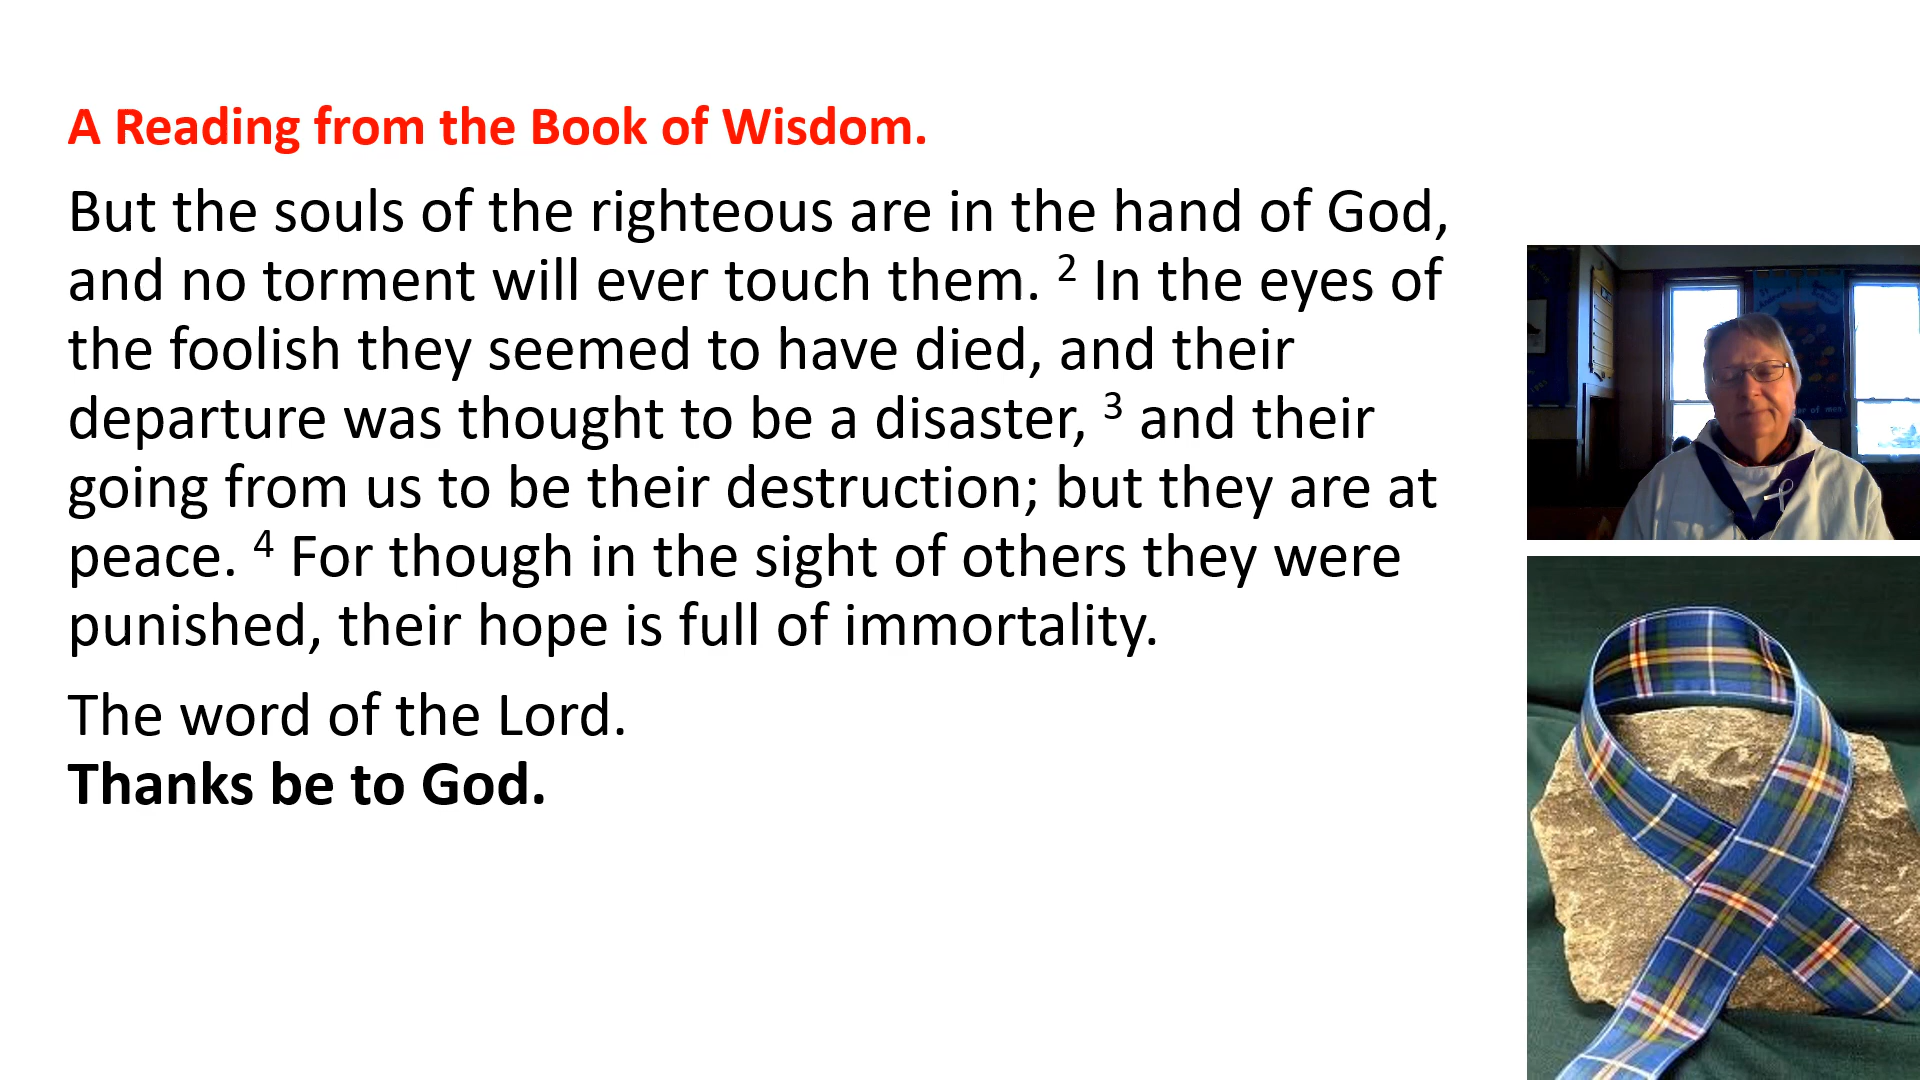 A Reading from the Book of Wisdom.
But the souls of the righteous are in the hand of God,
and no torment will ever touch them. 2 In the eyes of
the foolish they seemed to have died, and their
departure was thought to be a disaster, 3 and their
going from us to be their destruction; but they are at
peace. 4 For though in the sight of others they were
punished, their hope is full of immortality.
The word of the Lord.
Thanks be to God.
of men